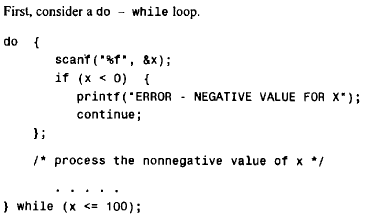 First, consider a do – while loop.
do {
scanf("%f", &x);
if (x < 0) {
printf("ERROR - NEGATIVE VALUE FOR X");
continue;
};
/* process the nonnegative value of x */
. . . . .
} while (x <= 100);